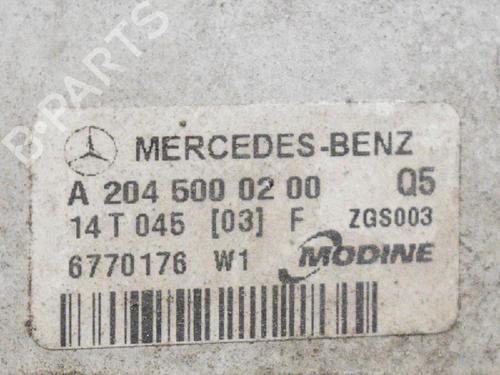 B-PARTS
MERCEDES-BENZ
A 204 500 02 00 Q5
14 T 045 [03] F ZGS003
6770176 W1 MODINE